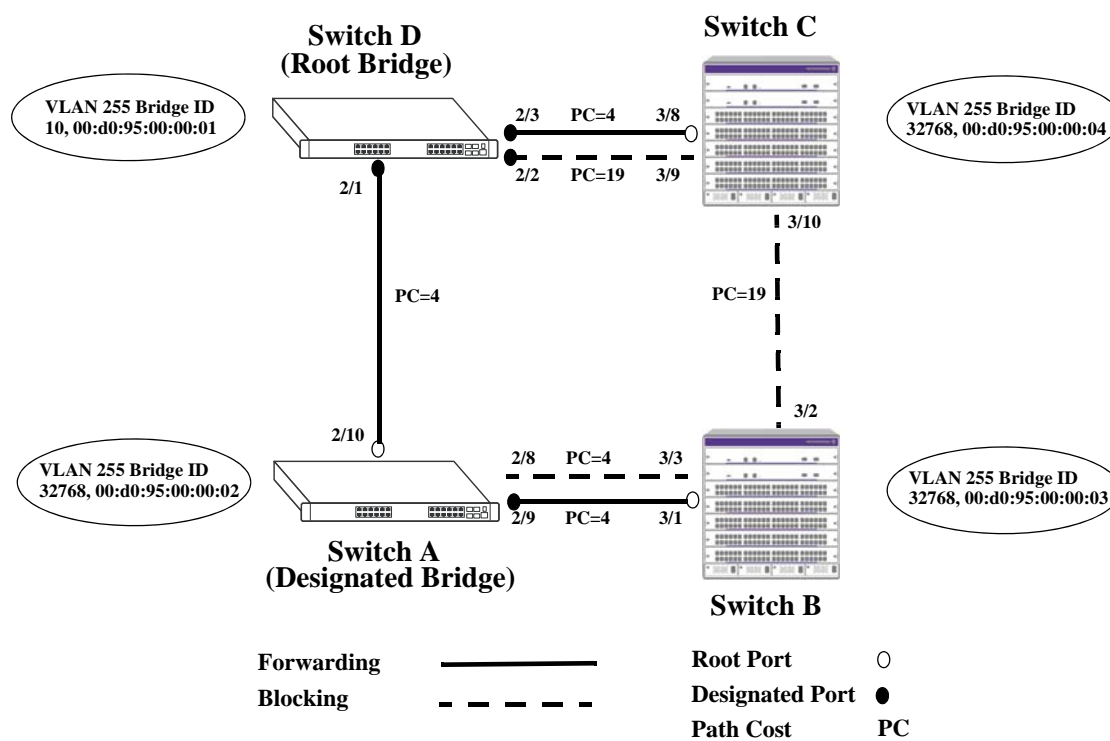 Switch D
(Root Bridge)
Switch C
VLAN 255 Bridge ID
10, 00:d0:95:00:00:01
2/3 PC=4 3/8
2/2 PC=19 3/9
VLAN 255 Bridge ID
32768, 00:d0:95:00:00:04
2/1
3/10
PC=4
PC=19
2/10
3/2
VLAN 255 Bridge ID
32768, 00:d0:95:00:00:02
2/8 PC=4 3/3
2/9 PC=4 3/1
VLAN 255 Bridge ID
32768, 00:d0:95:00:00:03
Switch A
(Designated Bridge)
Switch B
Forwarding
Blocking
Root Port
Designated Port
Path Cost PC